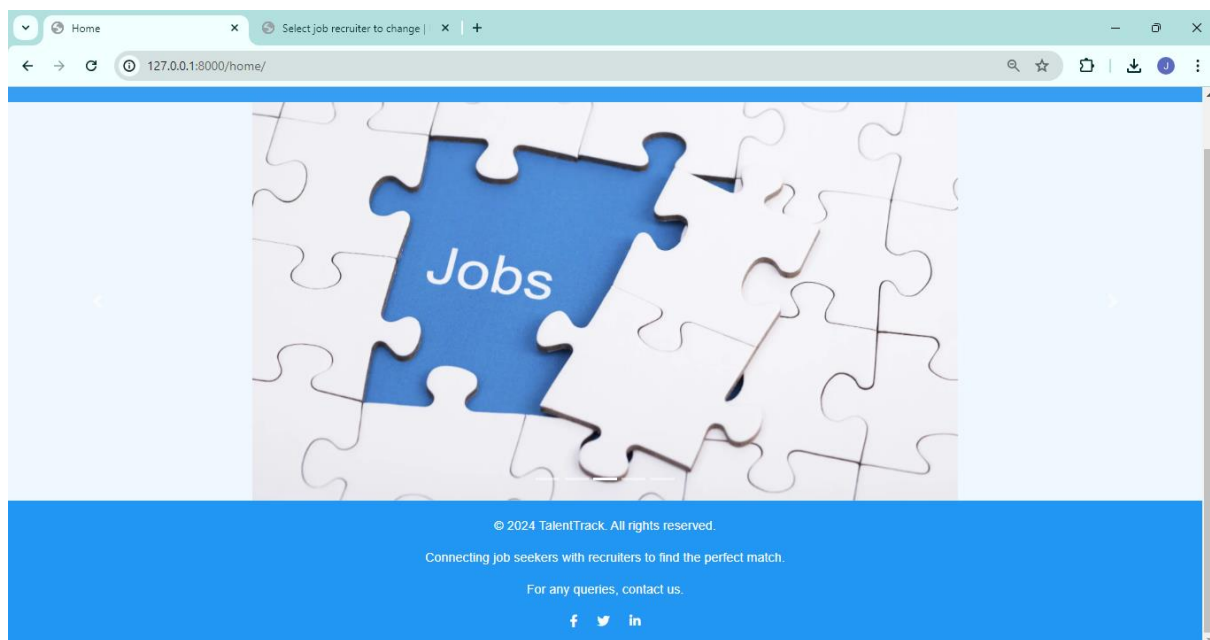 Home
Select job recruiter to change |
127.0.0.1:8000/home/
J
Jobs
© 2024 TalentTrack. All rights reserved.
Connecting job seekers with recruiters to find the perfect match.
For any queries, contact us.